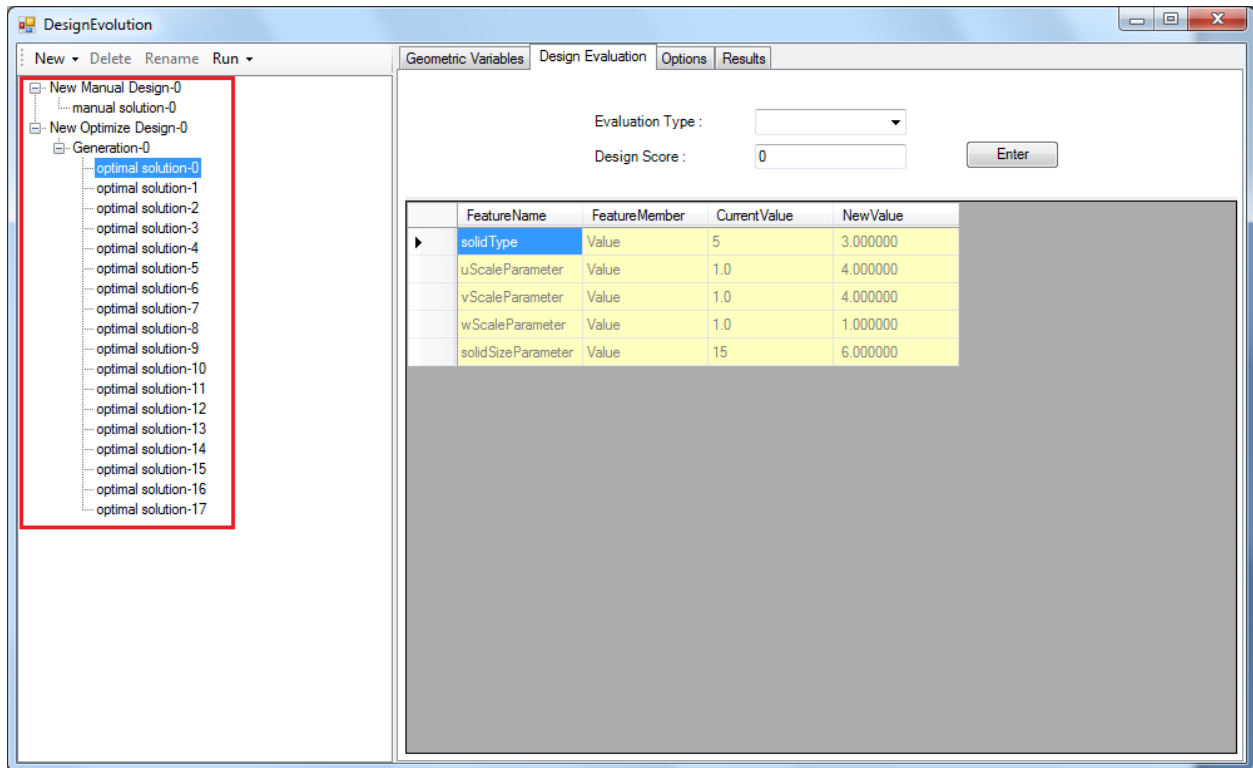 DesignEvolution
New Delete Rename Run
New Manual Design-0
manual solution-0
New Optimize Design-0
Generation-0
optimal solution-0
optimal solution-1
optimal solution-2
optimal solution-3
optimal solution-4
optimal solution-5
optimal solution-6
optimal solution-7
optimal solution-8
optimal solution-9
optimal solution-10
optimal solution-11
optimal solution-12
optimal solution-13
optimal solution-14
optimal solution-15
optimal solution-16
optimal solution-17
Geometric Variables Design Evaluation Options Results
Evaluation Type :
Design Score : 0 Enter
FeatureName FeatureMember CurrentValue NewValue
solidType Value 5 3.000000
uScaleParameter Value 1.0 4.000000
vScaleParameter Value 1.0 4.000000
wScaleParameter Value 1.0 1.000000
solidSizeParameter Value 15 6.000000